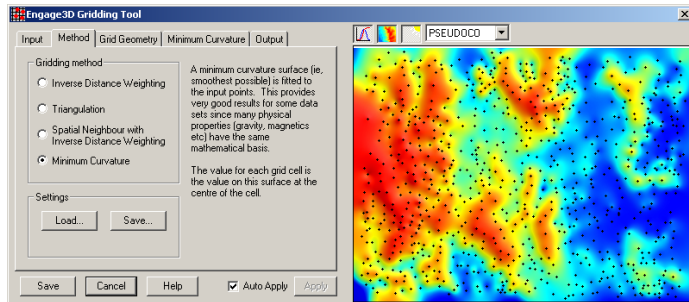 Engage3D Gridding Tool
Input Method Grid Geometry Minimum Curvature Output
Gridding method
Inverse Distance Weighting
Triangulation
Spatial Neighbour with
Inverse Distance Weighting
Minimum Curvature
Settings
Load... Save...
A minimum curvature surface (ie,
smoothest possible) is fitted to
the input points. This provides
very good results for some data
sets since many physical
properties (gravity, magnetics
etc) have the same
mathematical basis.
The value for each grid cell is
the value on this surface at the
centre of the cell.
Save Cancel Help Auto Apply Apply
PSEUDOCO